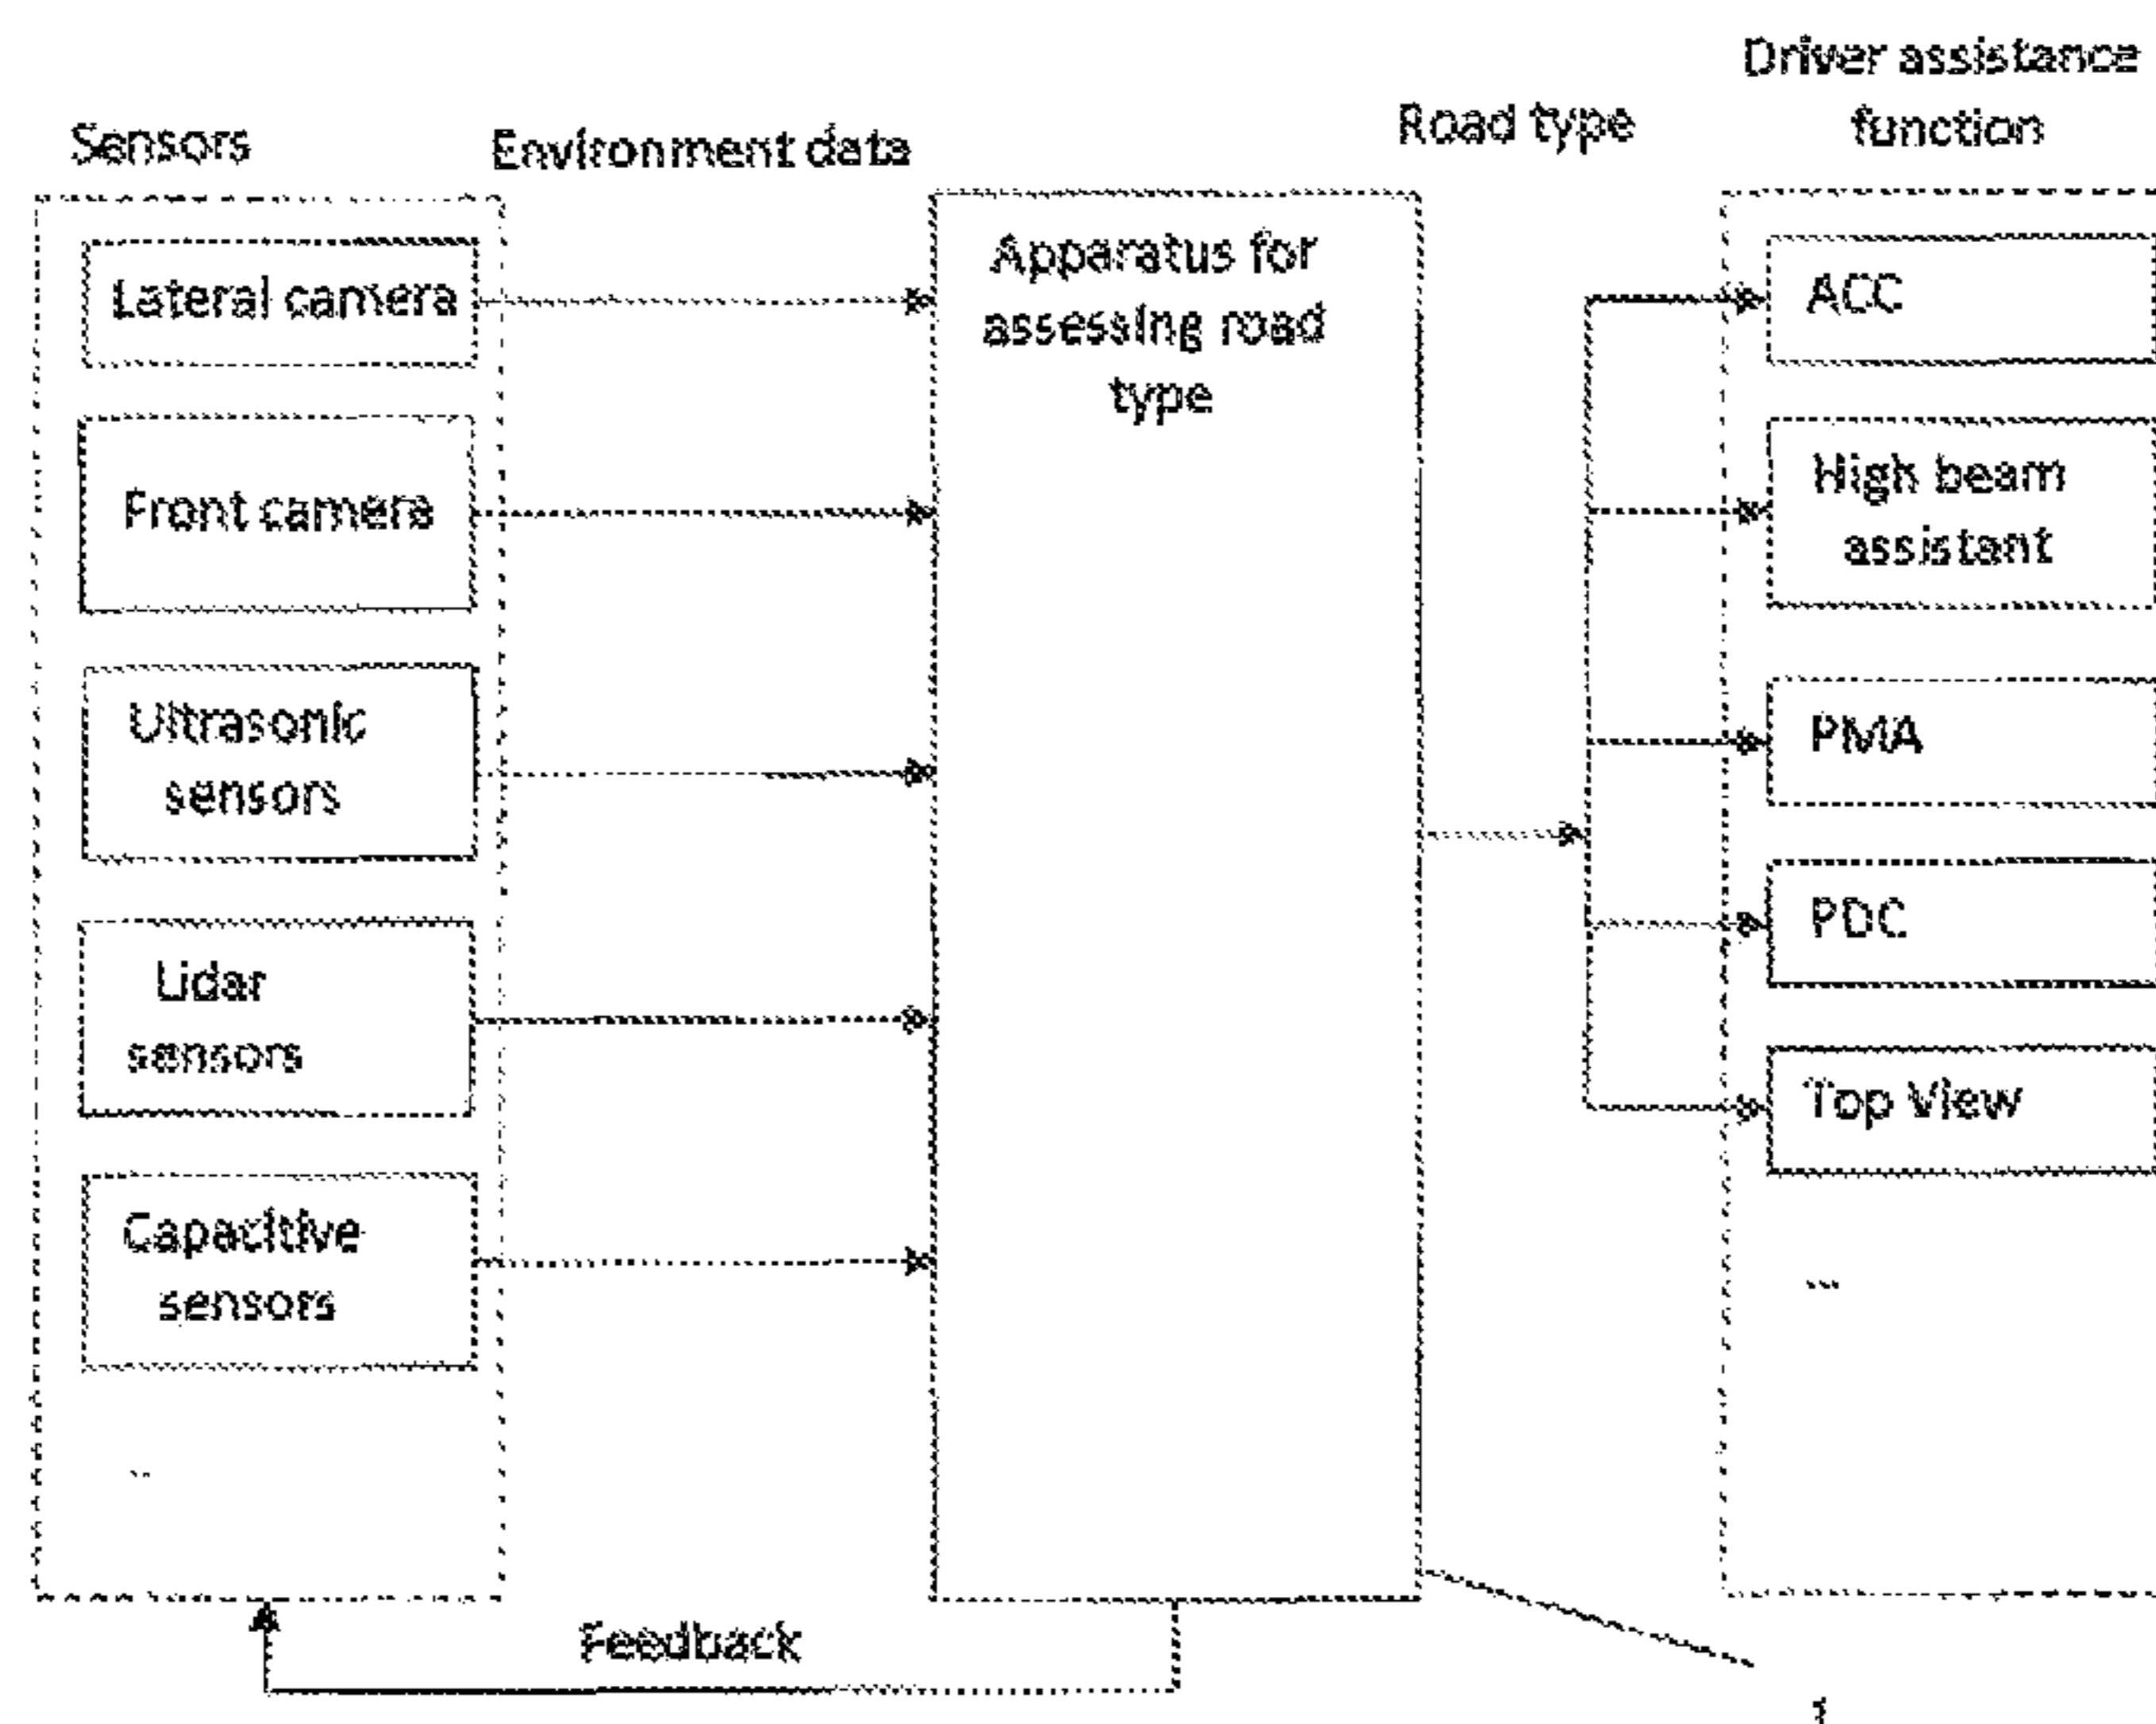 Sensors
Environment data
Road type
Driver assistance
function
Lateral camera
Front camera
Ultrasonic
sensors
Lidar
sensors
Capacitive
sensors
...
Apparatus for
assessing road
type
ACC
High beam
assistant
PMA
PDC
Top View
...
Feedback
1